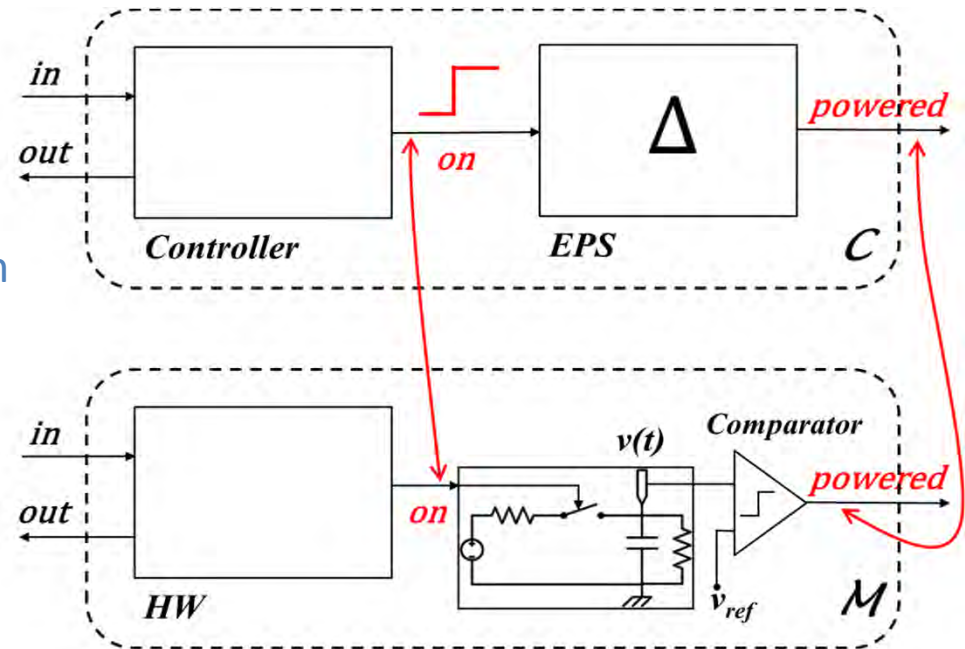 in
out
on
powered
Δ
Controller
EPS
C
in
out
on
v(t)
Comparator
powered
v_ref
HW
M